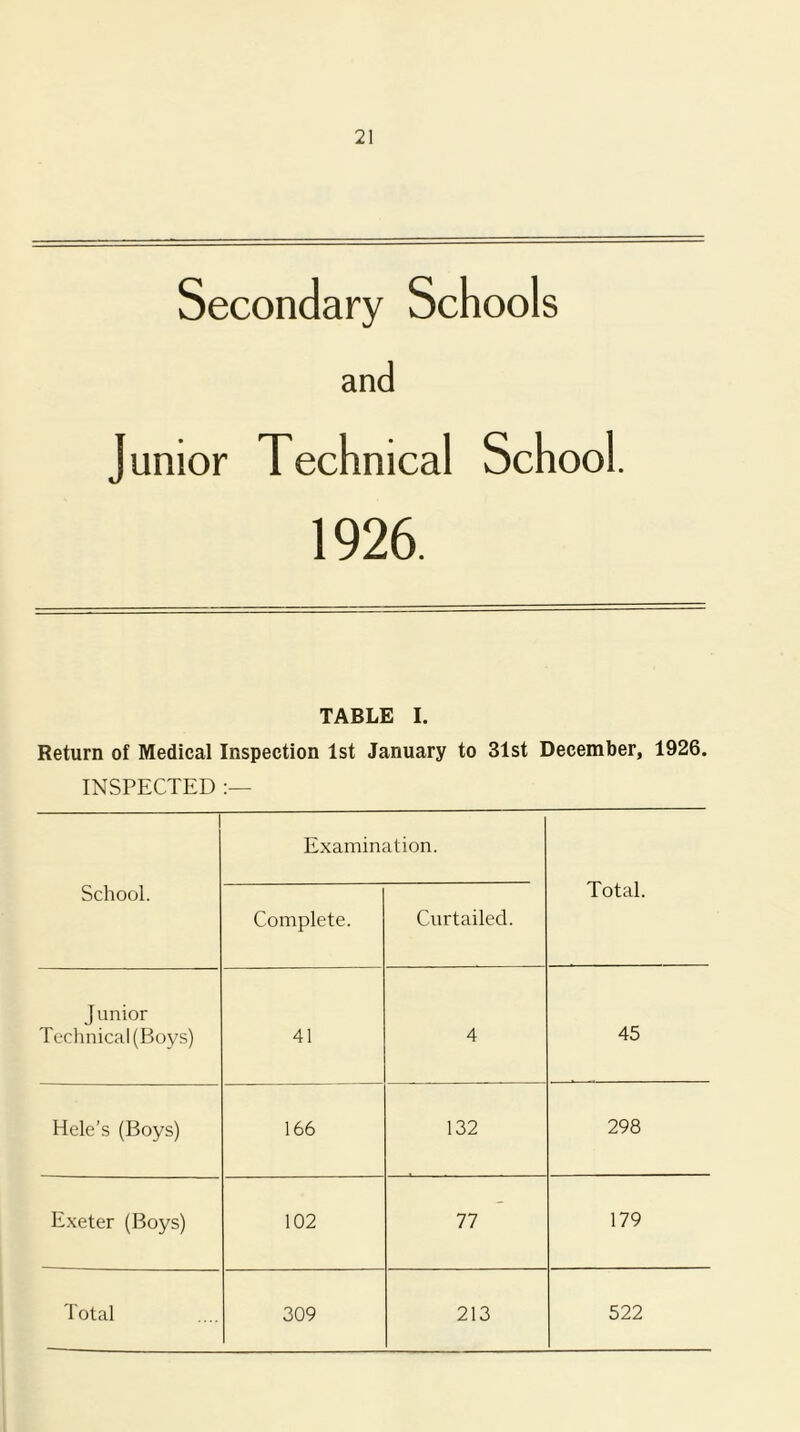 21
Secondary Schools
and
Junior Technical School.
1926.
TABLE I.
Return of Medical Inspection 1st January to 31st December, 1926.
INSPECTED :—
School. Examination. Total.
Complete. Curtailed.
Junior
Technical (Boys) 41 4 45
Hele's (Boys) 166 132 298
Exeter (Boys) 102 77 179
Total .... 309 213 522